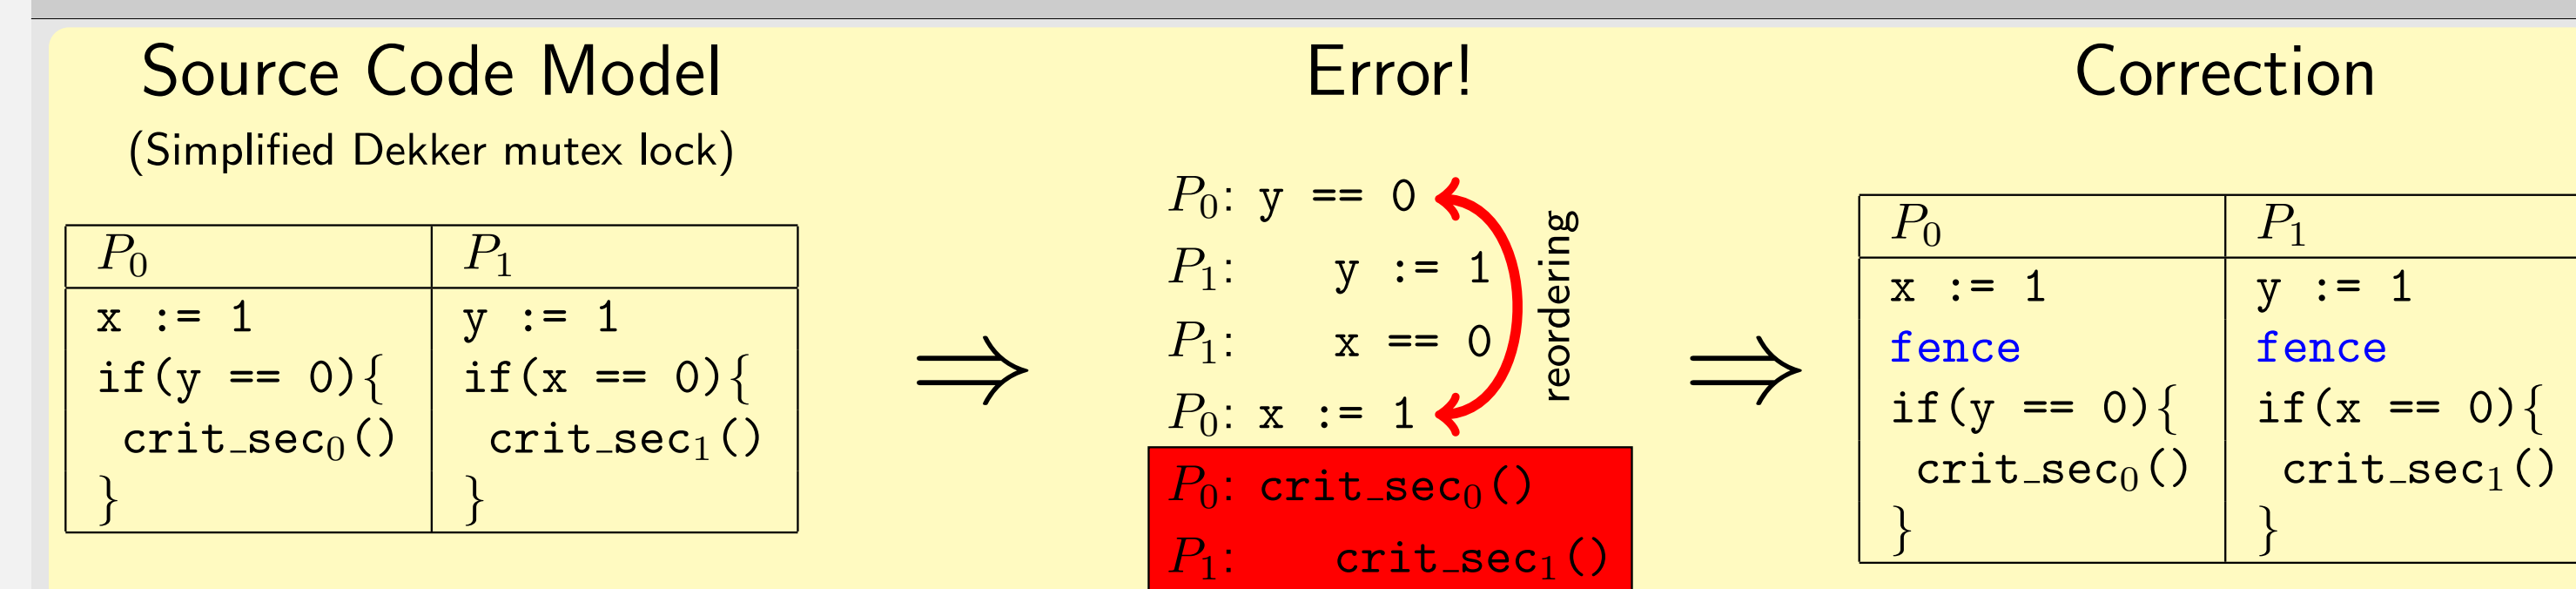 Source Code Model
(Simplified Dekker mutex lock)
P₀ P₁
x := 1 y := 1
if(y == 0){ if(x == 0){
crit_sec₀() crit_sec₁()
} }
Error!
P₀: y == 0
P₁: y := 1
P₁: x == 0
P₀: x := 1
reordering
P₀: crit_sec₀()
P₁: crit_sec₁()
Correction
P₀ P₁
x := 1 y := 1
fence fence
if(y == 0){ if(x == 0){
crit_sec₀() crit_sec₁()
} }